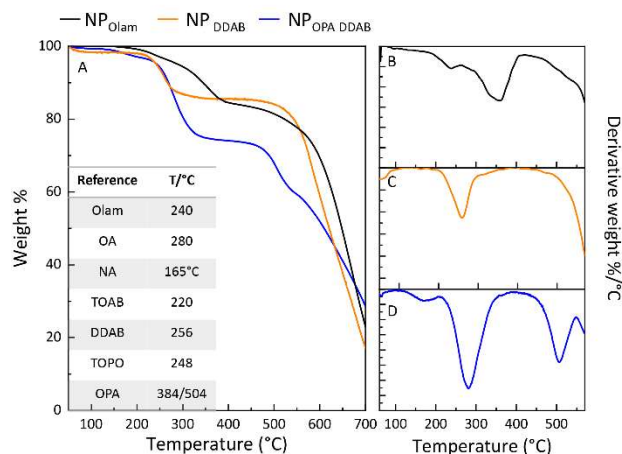 NPOlam NPDDAB NPOPA DDAB
A
100
80
60
40
20
0
Weight %
Reference T/°C
Olam 240
OA 280
NA 165°C
TOAB 220
DDAB 256
TOPO 248
OPA 384/504
100 200 300 400 500 600 700
Temperature (°C)
B
C
D
100 200 300 400 500
Temperature (°C)
Derivative weight %/°C